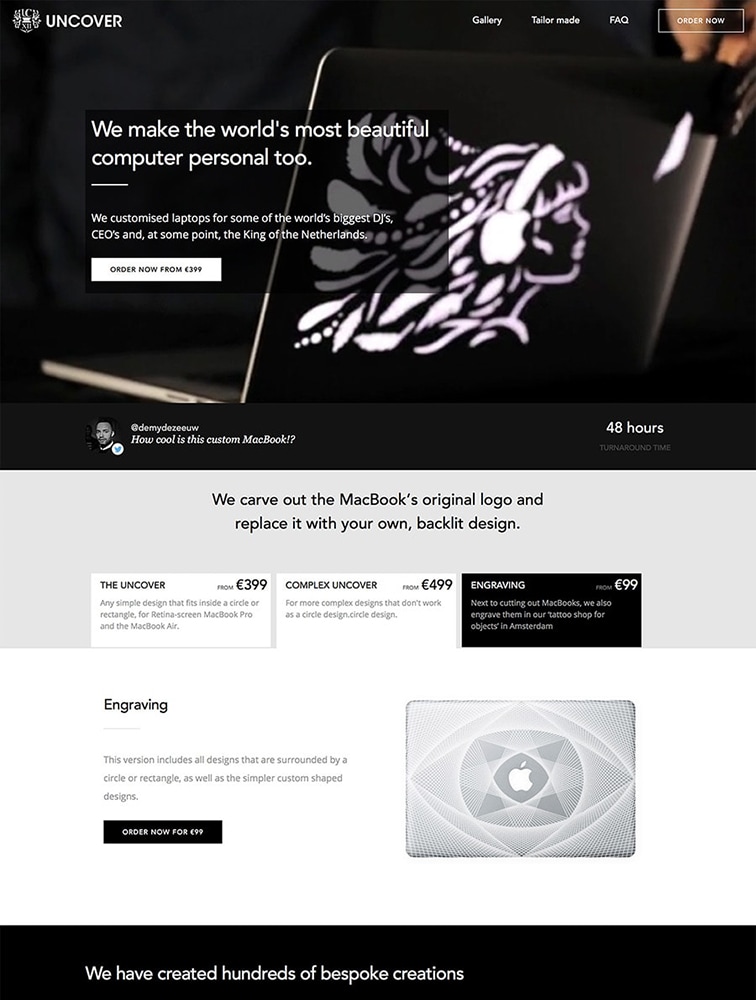 UNCOVER
Gallery
Tailor made
FAQ
ORDER NOW
We make the world's most beautiful
computer personal too.
We customised laptops for some of the world's biggest DJ's,
CEO's and, at some point, the King of the Netherlands.
ORDER NOW FROM €399
@demydezeeuw
How cool is this custom MacBook!?
48 hours
TURNAROUND TIME
We carve out the MacBook's original logo and
replace it with your own, backlit design.
THE UNCOVER
FROM €399
Any simple design that fits inside a circle or
rectangle, for Retina-screen MacBook Pro
and the MacBook Air.
COMPLEX UNCOVER
FROM €499
For more complex designs that don't work
as a circle design.circle design.
ENGRAVING
FROM €99
Next to cutting out MacBooks, we also
engrave them in our 'tattoo shop for
objects' in Amsterdam
Engraving
This version includes all designs that are surrounded by a
circle or rectangle, as well as the simpler custom shaped
designs.
ORDER NOW FOR €99
We have created hundreds of bespoke creations